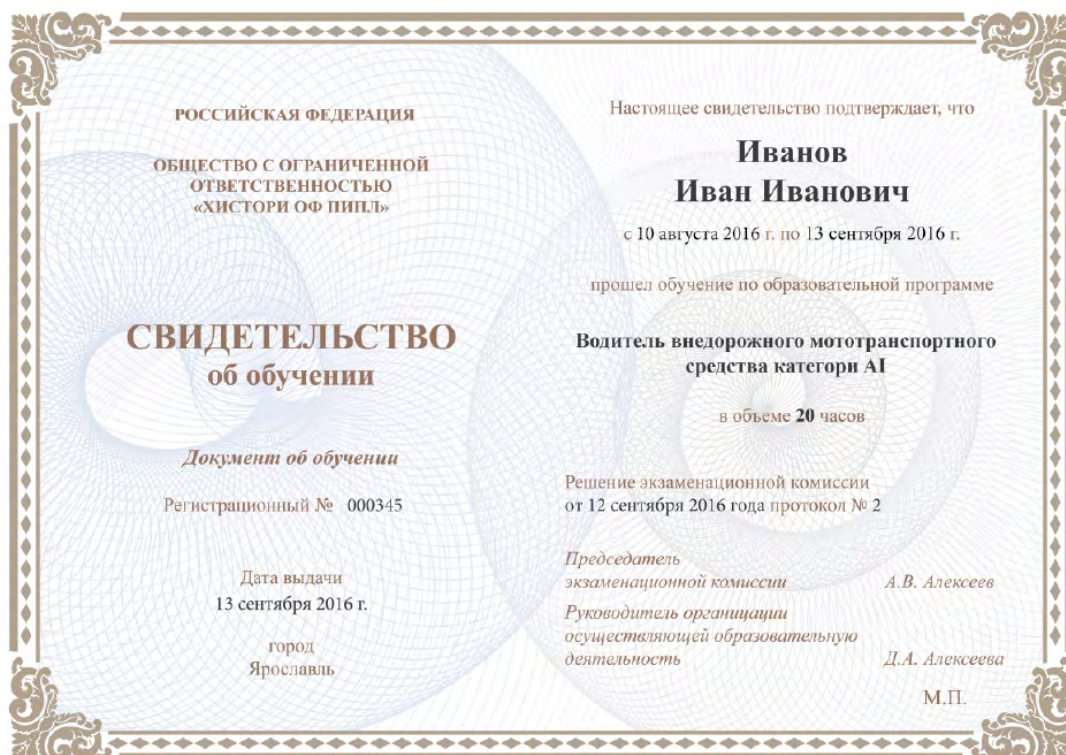 РОССИЙСКАЯ ФЕДЕРАЦИЯ
ОБЩЕСТВО С ОГРАНИЧЕННОЙ
ОТВЕТСТВЕННОСТЬЮ
«ХИСТОРИ ОФ ПИПЛ»
СВИДЕТЕЛЬСТВО
об обучении
Документ об обучении
Регистрационный № 000345
Дата выдачи
13 сентября 2016 г.
город
Ярославль
Настоящее свидетельство подтверждает, что
Иванов
Иван Иванович
с 10 августа 2016 г. по 13 сентября 2016 г.
прошел обучение по образовательной программе
Водитель внедорожного мототранспортного
средства категори AI
в объеме 20 часов
Решение экзаменационной комиссии
от 12 сентября 2016 года протокол № 2
Председатель
экзаменационной комиссии А.В. Алексеев
Руководитель органицации
осуществляющей образовательную
деятельность Д.А. Алексеева
М.П.